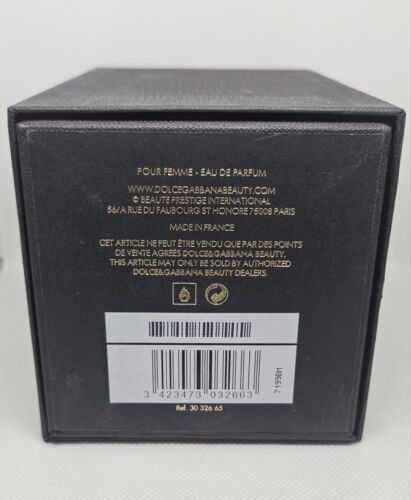 POUR FEMME - EAU DE PARFUM
WWW.DOLCEGABBANABEAUTY.COM
© BEAUTE PRESTIGE INTERNATIONAL
56/A RUE DU FAUBOURG ST HONORE 75008 PARIS
MADE IN FRANCE
CET ARTICLE NE PEUT ÊTRE VENDU QUE PAR DES POINTS
DE VENTE AGREÉS DOLCE&GABBANA BEAUTY.
THIS ARTICLE MAY ONLY BE SOLD BY AUTHORIZED
DOLCE&GABBANA BEAUTY DEALERS.
3 423473 032663
7199BM
Ref. 30 326 65